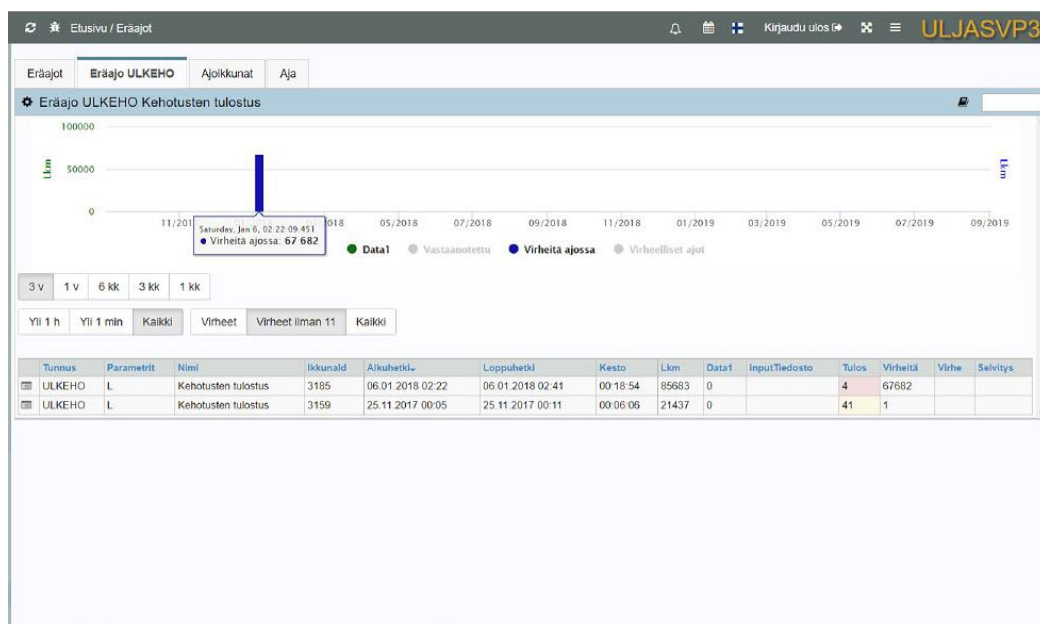 Etusivu / Eräajot
Kirjaudu ulos
ULJASVP3
Eräajot Eräajo ULKEHO Ajoikkunat Aja
Eräajo ULKEHO Kehotusten tulostus
100000
50000
0
Lkm
Lkm
11/201 2018 05/2018 07/2018 09/2018 11/2018 01/2019 03/2019 05/2019 07/2019 09/2019
Saturday, Jan 6, 02:22:09.451
Virheitä ajossa: 67 682
Data1 Vastaanotettu Virheitä ajossa Virheelliset ajot
3 v 1 v 6 kk 3 kk 1 kk
Yli 1 h Yli 1 min Kaikki Virheet Virheet ilman 11 Kaikki
Tunnus Parametrit Nimi IkkunaId Alkuhetki Loppuhetki Kesto Lkm Data1 inputTiedosto Tulos Virheitä Virhe Selvitys
ULKEHO L Kehotusten tulostus 3185 06.01.2018 02:22 06.01.2018 02:41 00:18:54 85683 0 4 67682
ULKEHO L Kehotusten tulostus 3159 25.11.2017 00:05 25.11.2017 00:11 00:06:06 21437 0 41 1